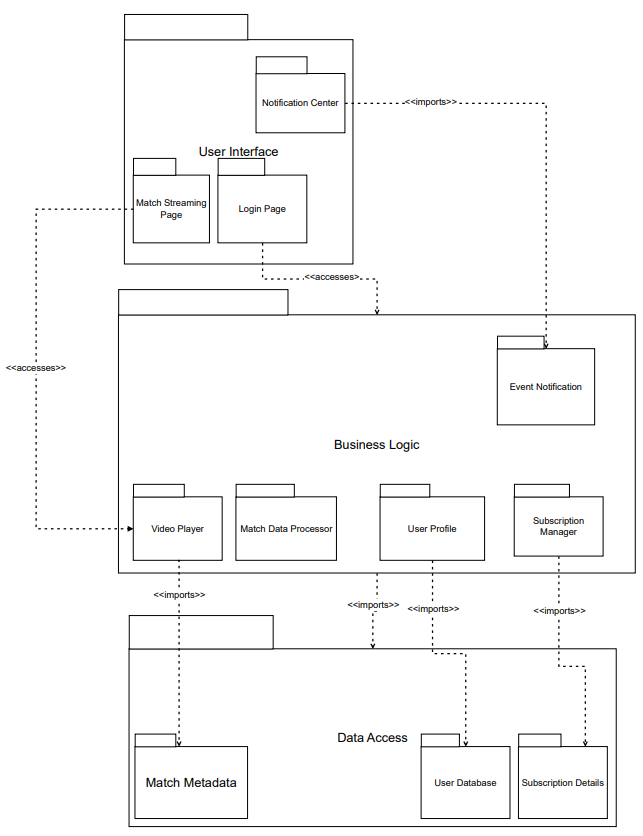 Notification Center
<<imports>>
User Interface
Match Streaming
Page
Login Page
<<accesses>
<<accesses>>
Event Notification
Business Logic
Video Player
Match Data Processor
User Profile
Subscription
Manager
<<imports>>
<<imports>>
<<imports>>
<<imports>>
Data Access
Match Metadata
User Database
Subscription Details